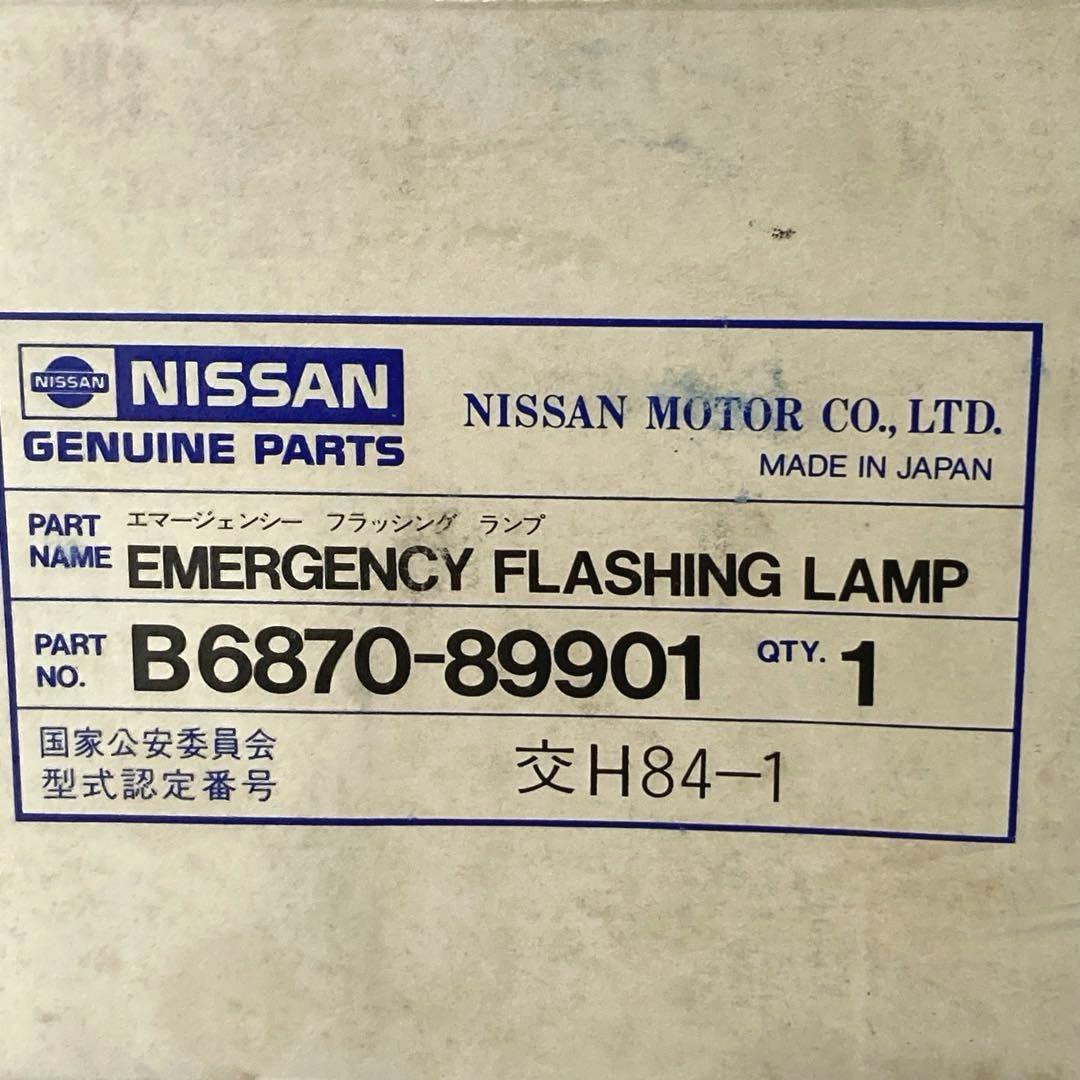 NISSAN NISSAN
GENUINE PARTS
NISSAN MOTOR CO., LTD.
MADE IN JAPAN
PART NAME
エマージェンシー フラッシング ランプ
EMERGENCY FLASHING LAMP
PART NO.
B6870-89901 QTY. 1
国家公安委員会
型式認定番号
交H84-1